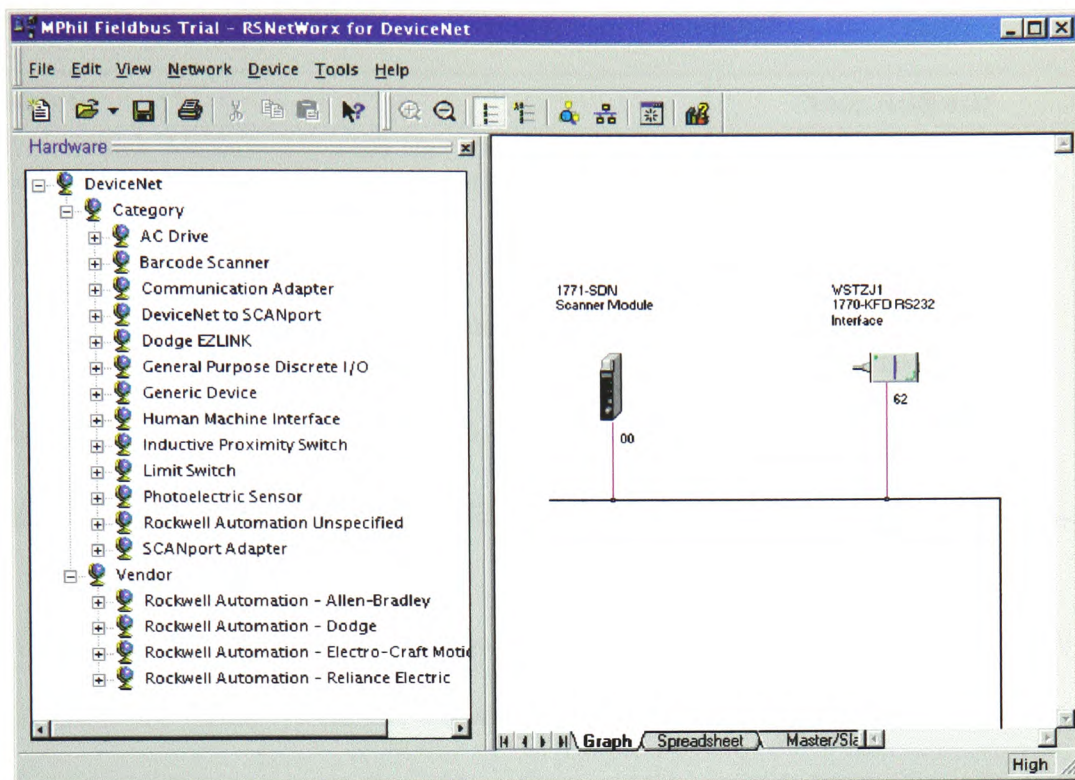 MPhil Fieldbus Trial - RSNetWorx for DeviceNet
File Edit View Network Device Tools Help
Hardware
DeviceNet
Category
AC Drive
Barcode Scanner
Communication Adapter
DeviceNet to SCANport
Dodge EZLINK
General Purpose Discrete I/O
Generic Device
Human Machine Interface
Inductive Proximity Switch
Limit Switch
Photoelectric Sensor
Rockwell Automation Unspecified
SCANport Adapter
Vendor
Rockwell Automation - Allen-Bradley
Rockwell Automation - Dodge
Rockwell Automation - Electro-Craft Motio
Rockwell Automation - Reliance Electric
1771-SDN
Scanner Module
00
WSTZJ1
1770-KFD RS232
Interface
62
Graph Spreadsheet Master/Sla
High